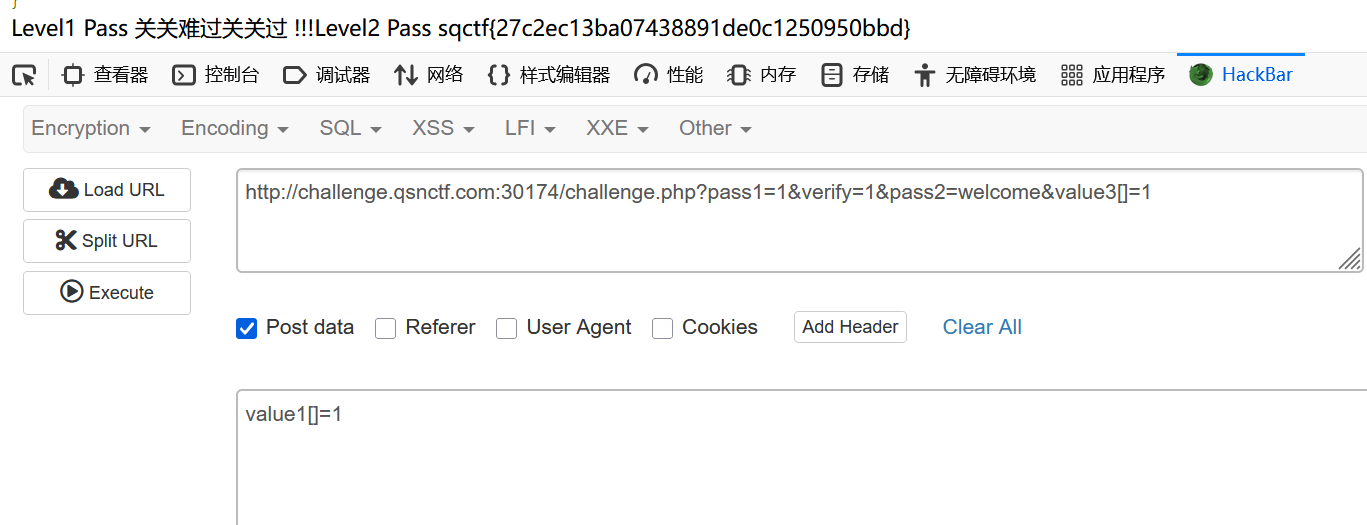 }
Level1 Pass 关关难过关关过 !!!Level2 Pass sqctf{27c2ec13ba07438891de0c1250950bbd}
查看器 控制台 调试器 网络 样式编辑器 性能 内存 存储 无障碍环境 应用程序 HackBar
Encryption Encoding SQL XSS LFI XXE Other
Load URL
http://challenge.qsnctf.com:30174/challenge.php?pass1=1&verify=1&pass2=welcome&value3[]=1
Split URL
Execute
Post data Referer User Agent Cookies Add Header Clear All
value1[]=1